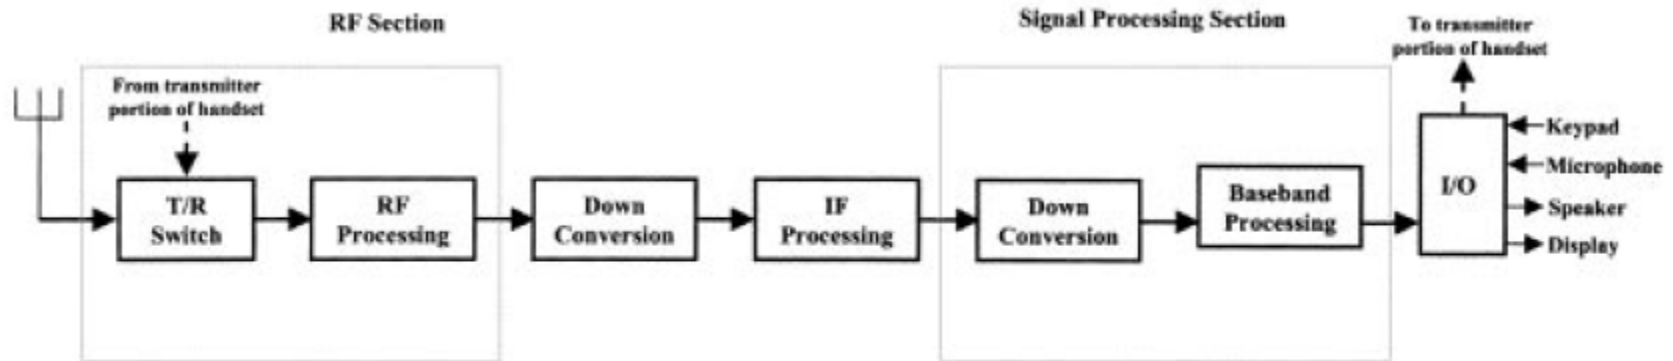 RF Section
Signal Processing Section
To transmitter
portion of handset
From transmitter
portion of handset
T/R
Switch
RF
Processing
Down
Conversion
IF
Processing
Down
Conversion
Baseband
Processing
I/O
Keypad
Microphone
Speaker
Display